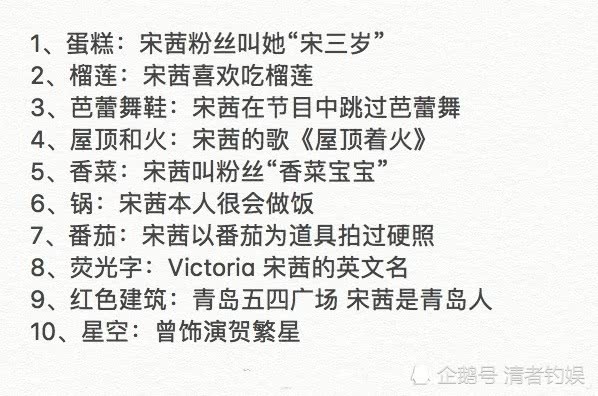 1、蛋糕：宋茜粉丝叫她“宋三岁”
2、榴莲：宋茜喜欢吃榴莲
3、芭蕾舞鞋：宋茜在节目中跳过芭蕾舞
4、屋顶和火：宋茜的歌《屋顶着火》
5、香菜：宋茜叫粉丝“香菜宝宝”
6、锅：宋茜本人很会做饭
7、番茄：宋茜以番茄为道具拍过硬照
8、荧光字：Victoria 宋茜的英文名
9、红色建筑：青岛五四广场 宋茜是青岛人
10、星空：曾饰演贺繁星
企鹅号 清者钓娱